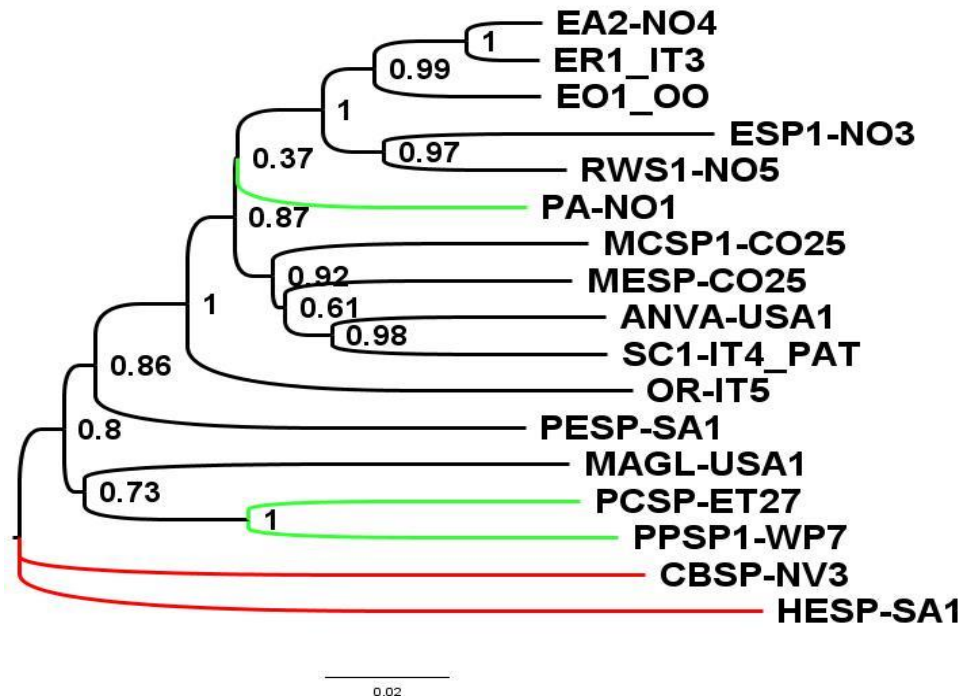 EA2-NO4
1
ER1_IT3
0.99
EO1_OO
1
ESP1-NO3
0.97
0.37
RWS1-NO5
PA-NO1
0.87
MCSP1-CO25
0.92
MESP-CO25
0.61
1
ANVA-USA1
0.98
SC1-IT4_PAT
0.86
OR-IT5
0.8
PESP-SA1
MAGL-USA1
0.73
PCSP-ET27
1
PPSP1-WP7
CBSP-NV3
HESP-SA1
0.02